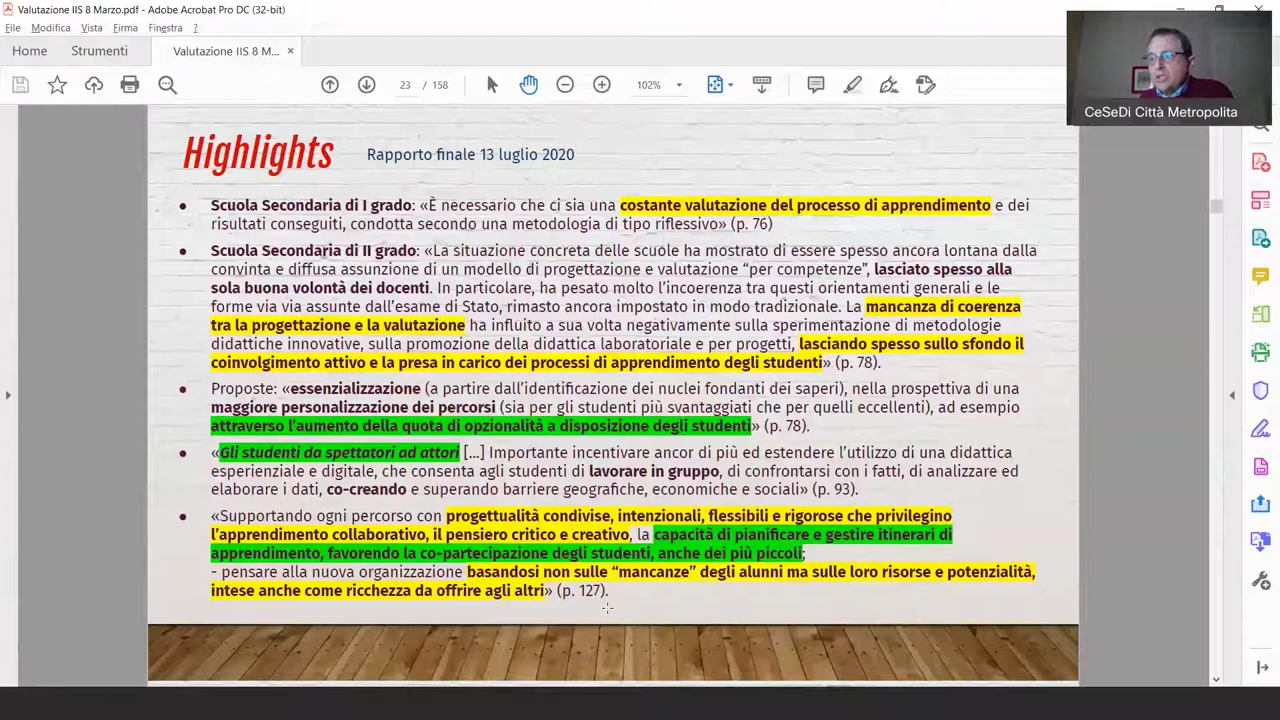 Valutazione IIS 8 Marzo.pdf - Adobe Acrobat Pro DC (32-bit)
File Modifica Vista Firma Finestra ?
Home Strumenti Valutazione IIS 8 M... ×
23 / 158 102%
CeSeDi Città Metropolita
Highlights Rapporto finale 13 luglio 2020
• Scuola Secondaria di I grado: «È necessario che ci sia una costante valutazione del processo di apprendimento e dei
risultati conseguiti, condotta secondo una metodologia di tipo riflessivo» (p. 76)
• Scuola Secondaria di II grado: «La situazione concreta delle scuole ha mostrato di essere spesso ancora lontana dalla
convinta e diffusa assunzione di un modello di progettazione e valutazione “per competenze”, lasciato spesso alla
sola buona volontà dei docenti. In particolare, ha pesato molto l’incoerenza tra questi orientamenti generali e le
forme via via assunte dall’esame di Stato, rimasto ancora impostato in modo tradizionale. La mancanza di coerenza
tra la progettazione e la valutazione ha influito a sua volta negativamente sulla sperimentazione di metodologie
didattiche innovative, sulla promozione della didattica laboratoriale e per progetti, lasciando spesso sullo sfondo il
coinvolgimento attivo e la presa in carico dei processi di apprendimento degli studenti» (p. 78).
• Proposte: «essenzializzazione (a partire dall’identificazione dei nuclei fondanti dei saperi), nella prospettiva di una
maggiore personalizzazione dei percorsi (sia per gli studenti più svantaggiati che per quelli eccellenti), ad esempio
attraverso l’aumento della quota di opzionalità a disposizione degli studenti» (p. 78).
• «Gli studenti da spettatori ad attori [...] Importante incentivare ancor di più ed estendere l’utilizzo di una didattica
esperienziale e digitale, che consenta agli studenti di lavorare in gruppo, di confrontarsi con i fatti, di analizzare ed
elaborare i dati, co-creando e superando barriere geografiche, economiche e sociali» (p. 93).
• «Supportando ogni percorso con progettualità condivise, intenzionali, flessibili e rigorose che privilegino
l’apprendimento collaborativo, il pensiero critico e creativo, la capacità di pianificare e gestire itinerari di
apprendimento, favorendo la co-partecipazione degli studenti, anche dei più piccoli;
- pensare alla nuova organizzazione basandosi non sulle “mancanze” degli alunni ma sulle loro risorse e potenzialità,
intese anche come ricchezza da offrire agli altri» (p. 127).